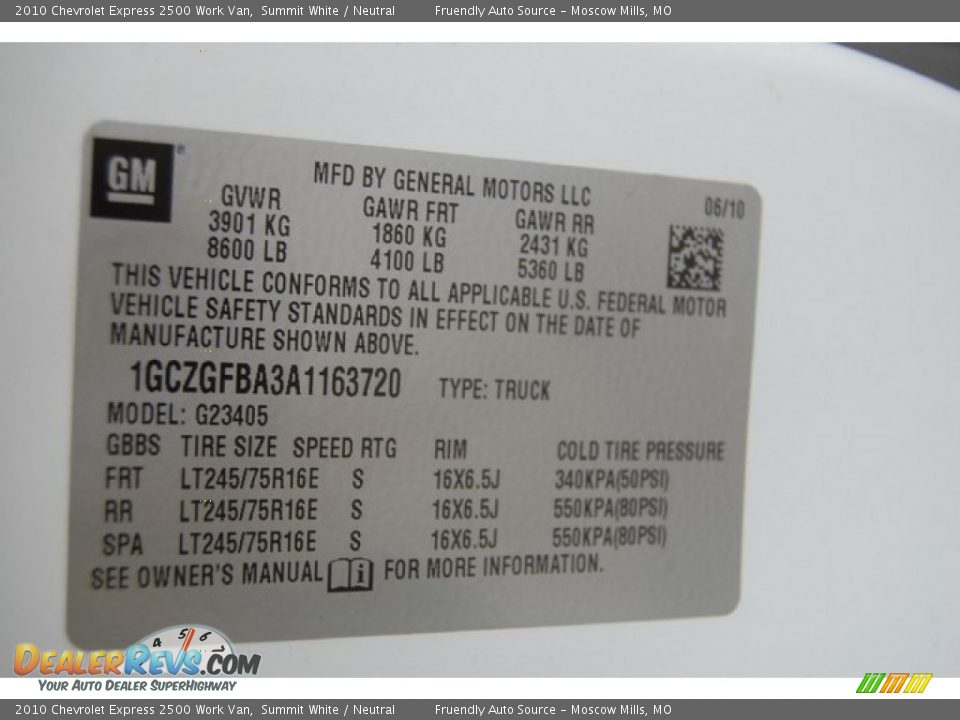 2010 Chevrolet Express 2500 Work Van, Summit White / Neutral Fruendly Auto Source - Moscow Mills, MO
GM
MFD BY GENERAL MOTORS LLC
06/10
GVWR GAWR FRT GAWR RR
3901 KG 1860 KG 2431 KG
8600 LB 4100 LB 5360 LB
THIS VEHICLE CONFORMS TO ALL APPLICABLE U.S. FEDERAL MOTOR
VEHICLE SAFETY STANDARDS IN EFFECT ON THE DATE OF
MANUFACTURE SHOWN ABOVE.
1GCZGFBA3A1163720 TYPE: TRUCK
MODEL: G23405
GBBS TIRE SIZE SPEED RTG RIM COLD TIRE PRESSURE
FRT LT245/75R16E S 16X6.5J 340KPA(50PSI)
RR LT245/75R16E S 16X6.5J 550KPA(80PSI)
SPA LT245/75R16E S 16X6.5J 550KPA(80PSI)
SEE OWNER'S MANUAL i FOR MORE INFORMATION.
4 5 6
DEALERREVS.COM
YOUR AUTO DEALER SUPERHIGHWAY
2010 Chevrolet Express 2500 Work Van, Summit White / Neutral Fruendly Auto Source - Moscow Mills, MO